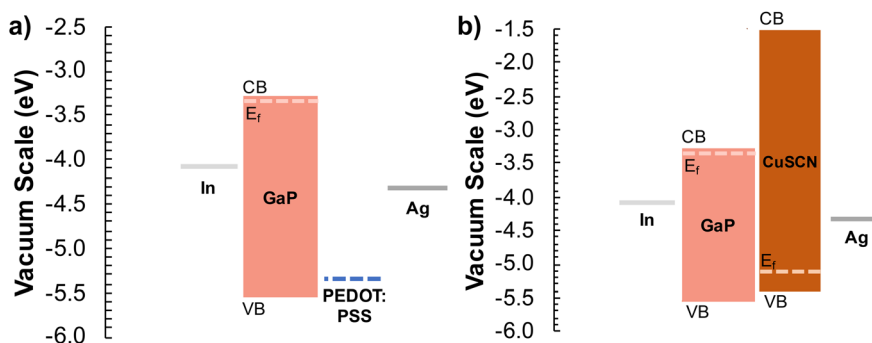 a)
Vacuum Scale (eV)
-2.5
-3.0
-3.5
-4.0
-4.5
-5.0
-5.5
-6.0
In
CB
Ef
GaP
VB
PEDOT:
PSS
Ag
b)
Vacuum Scale (eV)
-1.5
-2.0
-2.5
-3.0
-3.5
-4.0
-4.5
-5.0
-5.5
-6.0
In
CB
Ef
GaP
VB
CB
CuSCN
Ef
VB
Ag